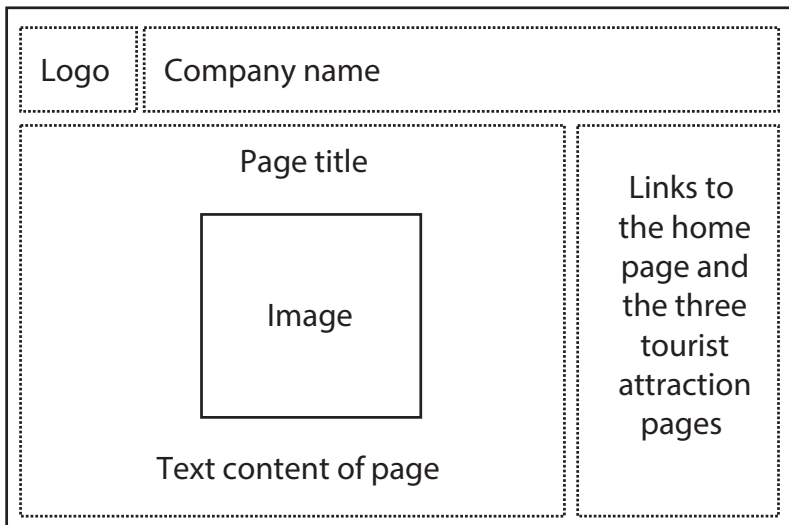 Logo
Company name
Page title
Image
Text content of page
Links to
the home
page and
the three
tourist
attraction
pages